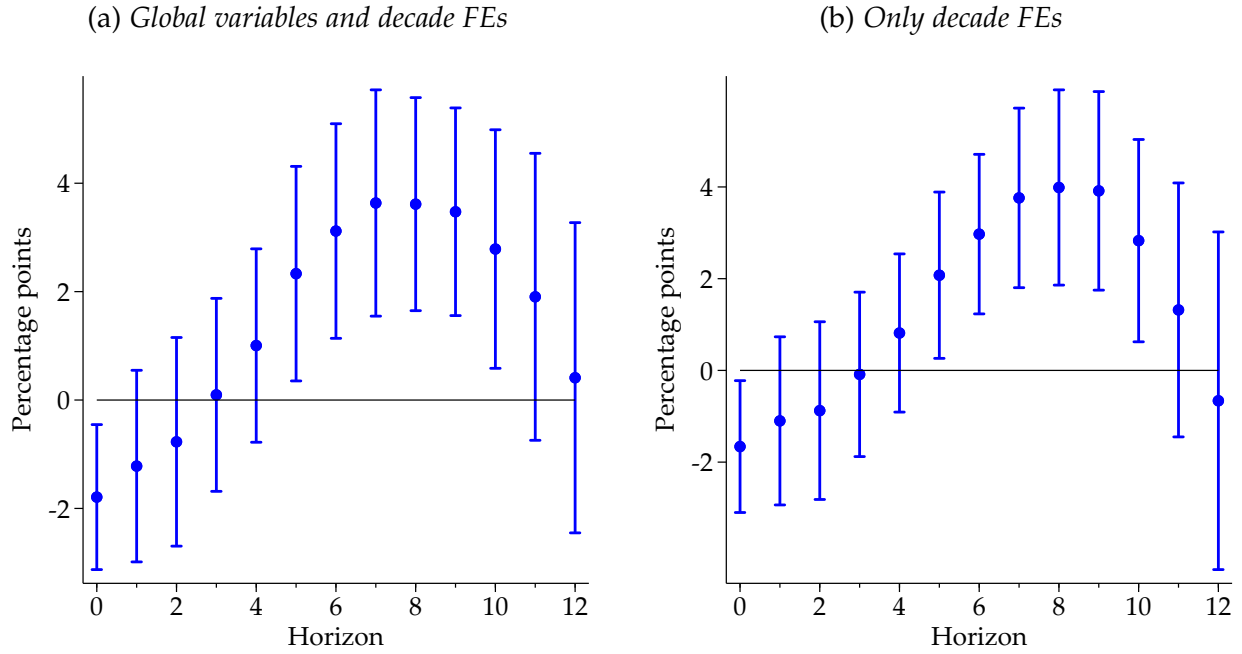 (a) Global variables and decade FEs
Percentage points
4
2
0
-2
0 2 4 6 8 10 12
Horizon
(b) Only decade FEs
Percentage points
4
2
0
-2
0 2 4 6 8 10 12
Horizon